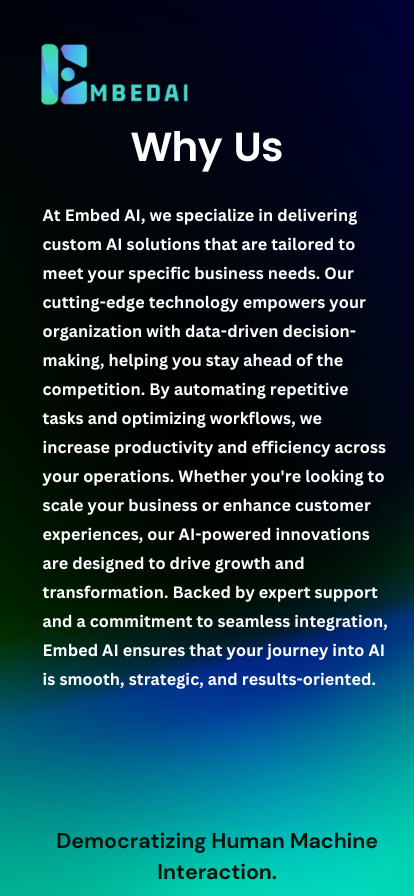 EMBEDAI
Why Us
At Embed AI, we specialize in delivering
custom AI solutions that are tailored to
meet your specific business needs. Our
cutting-edge technology empowers your
organization with data-driven decision-
making, helping you stay ahead of the
competition. By automating repetitive
tasks and optimizing workflows, we
increase productivity and efficiency across
your operations. Whether you're looking to
scale your business or enhance customer
experiences, our AI-powered innovations
are designed to drive growth and
transformation. Backed by expert support
and a commitment to seamless integration,
Embed AI ensures that your journey into AI
is smooth, strategic, and results-oriented.
Democratizing Human Machine
Interaction.